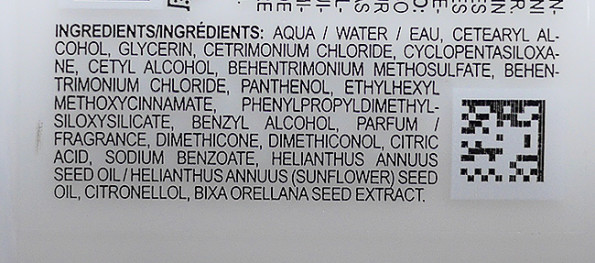 INGREDIENTS/INGRÉDIENTS: AQUA / WATER / EAU, CETEARYL AL-
COHOL, GLYCERIN, CETRIMONIUM CHLORIDE, CYCLOPENTASILOXA-
NE, CETYL ALCOHOL, BEHENTRIMONIUM METHOSULFATE, BEHEN-
TRIMONIUM CHLORIDE, PANTHENOL, ETHYLHEXYL
METHOXYCINNAMATE, PHENYLPROPYLDIMETHYL-
SILOXYSILICATE, BENZYL ALCOHOL, PARFUM /
FRAGRANCE, DIMETHICONE, DIMETHICONOL, CITRIC
ACID, SODIUM BENZOATE, HELIANTHUS ANNUUS
SEED OIL / HELIANTHUS ANNUUS (SUNFLOWER) SEED
OIL, CITRONELLOL, BIXA ORELLANA SEED EXTRACT.